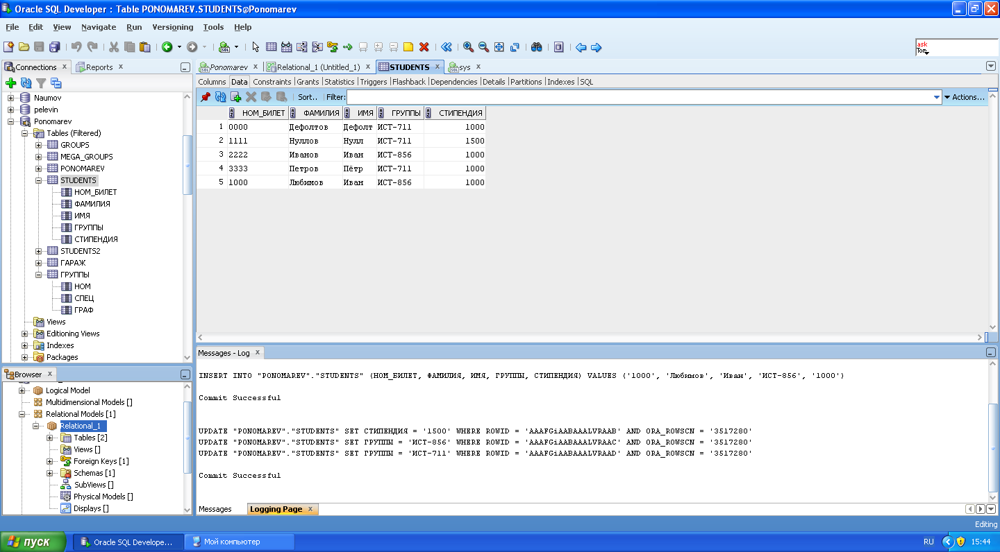 Oracle SQL Developer : Table PONOMAREV.STUDENTS@Ponomarev
File Edit View Navigate Run Versioning Tools Help
ask
Tom
Connections Reports
Naumov
pelevin
Ponomarev
Tables (Filtered)
GROUPS
MEGA_GROUPS
PONOMAREV
STUDENTS
НОМ_БИЛЕТ
ФАМИЛИЯ
ИМЯ
ГРУППЫ
СТИПЕНДИЯ
STUDENTS2
ГАРАЖ
ГРУППЫ
НОМ
СПЕЦ
ГРАФ
Views
Editioning Views
Indexes
Packages
Browser
Logical Model
Multidimensional Models []
Relational Models [1]
Relational_1
Tables [2]
Views []
Foreign Keys [1]
Schemas [1]
SubViews []
Physical Models []
Displays []
Ponomarev Relational_1 (Untitled_1) STUDENTS sys
Columns Data Constraints Grants Statistics Triggers Flashback Dependencies Details Partitions Indexes SQL
Sort.. Filter: Actions...
НОМ_БИЛЕТ ФАМИЛИЯ ИМЯ ГРУППЫ СТИПЕНДИЯ
1 0000 Дефолтов Дефолт ИСТ-711 1000
2 1111 Нуллов Нулл ИСТ-711 1500
3 2222 Иванов Иван ИСТ-856 1000
4 3333 Петров Пётр ИСТ-711 1000
5 1000 Любимов Иван ИСТ-856 1000
Messages - Log
INSERT INTO "PONOMAREV"."STUDENTS" (НОМ_БИЛЕТ, ФАМИЛИЯ, ИМЯ, ГРУППЫ, СТИПЕНДИЯ) VALUES ('1000', 'Любимов', 'Иван', 'ИСТ-856', '1000')
Commit Successful
UPDATE "PONOMAREV"."STUDENTS" SET СТИПЕНДИЯ = '1500' WHERE ROWID = 'AAAFGiAABAAALVRAAB' AND ORA_ROWSCN = '3517280'
UPDATE "PONOMAREV"."STUDENTS" SET ГРУППЫ = 'ИСТ-856' WHERE ROWID = 'AAAFGiAABAAALVRAAC' AND ORA_ROWSCN = '3517280'
UPDATE "PONOMAREV"."STUDENTS" SET ГРУППЫ = 'ИСТ-711' WHERE ROWID = 'AAAFGiAABAAALVRAAD' AND ORA_ROWSCN = '3517280'
Commit Successful
Messages Logging Page
Editing
пуск Oracle SQL Develope... Мой компьютер RU 15:44